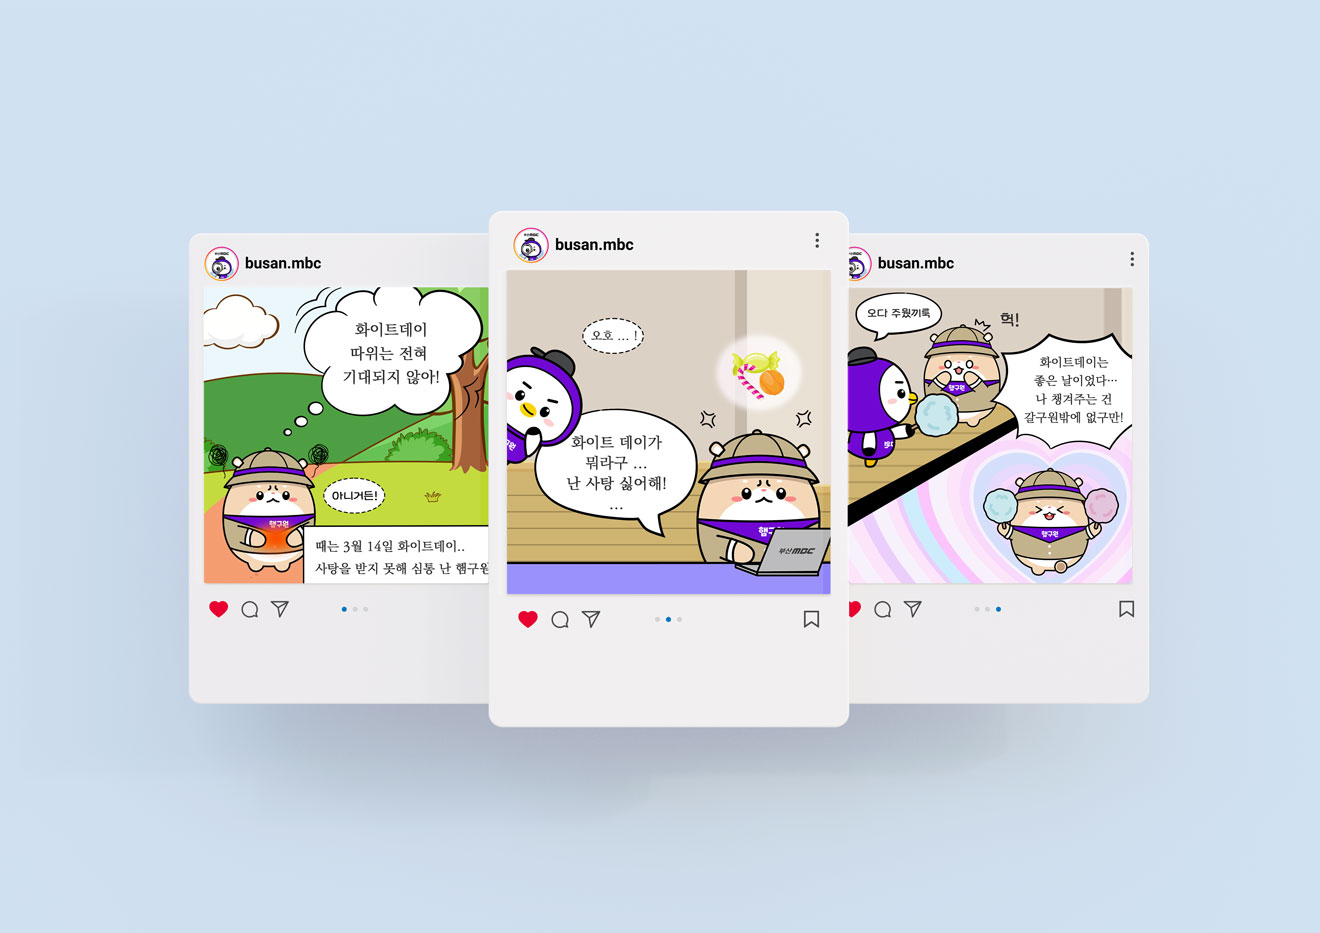 busan.mbc
화이트데이
따위는 전혀
기대되지 않아!
아니거든!
햄구원
때는 3월 14일 화이트데이..
사탕을 받지 못해 심통 난 햄구원
busan.mbc
오호 ... !
화이트 데이가
뭐라구 ...
난 사탕 싫어해!
...
햄구
부산MBC
busan.mbc
오다 주웠끼룩
헉!
햄구원
화이트데이는
좋은 날이었다...
나 챙겨주는 건
갈구원밖에 없구만!
햄구원